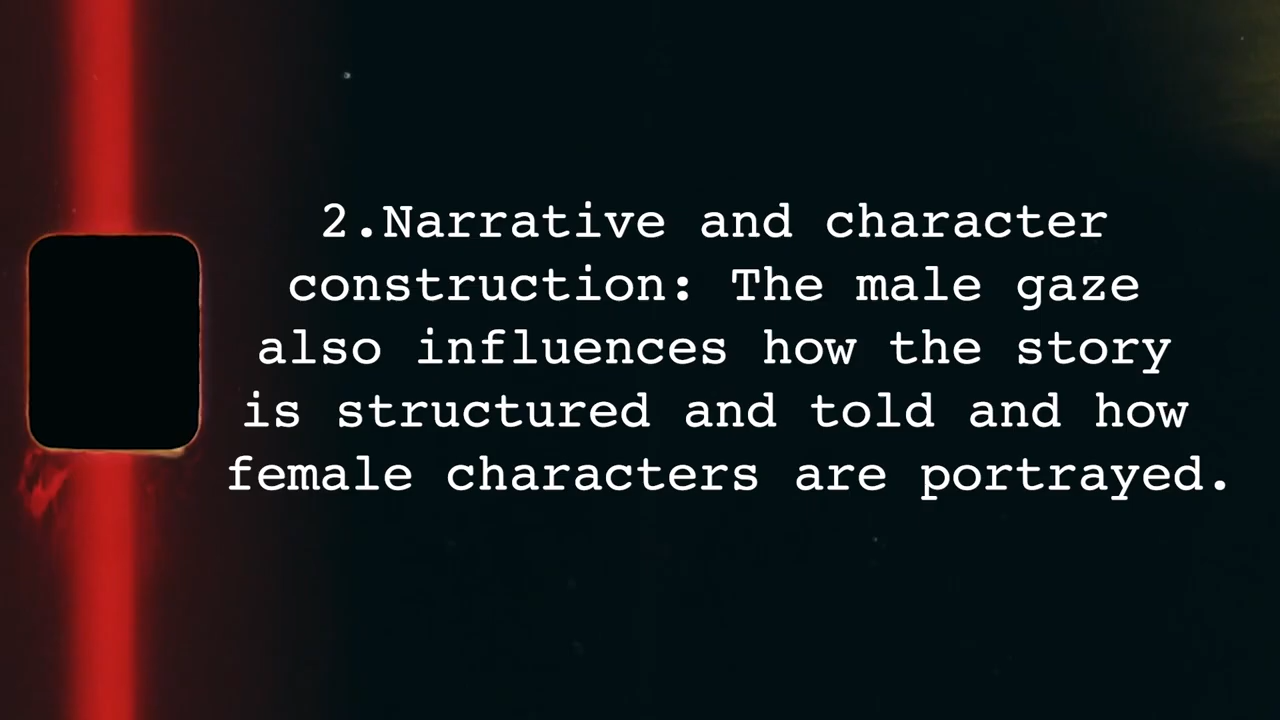 2.Narrative and character
construction: The male gaze
also influences how the story
is structured and told and how
female characters are portrayed.